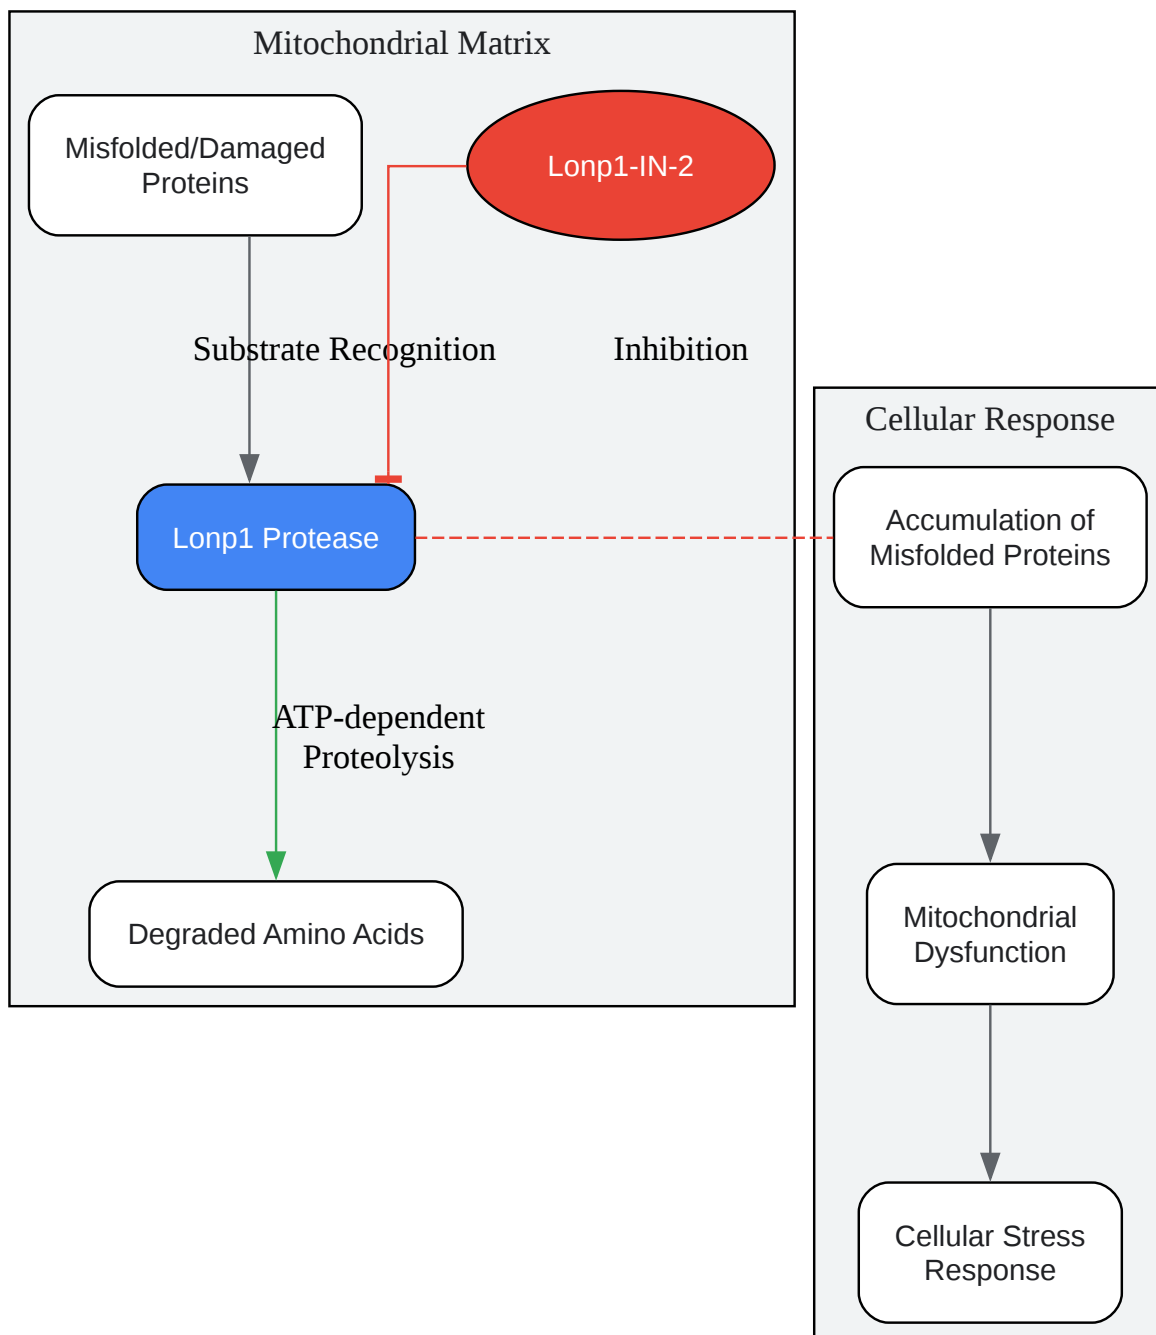 Mitochondrial Matrix
Misfolded/Damaged
Proteins
Lonp1-IN-2
Substrate Recognition
Inhibition
Cellular Response
Lonp1 Protease
Accumulation of
Misfolded Proteins
ATP-dependent
Proteolysis
Degraded Amino Acids
Mitochondrial
Dysfunction
Cellular Stress
Response